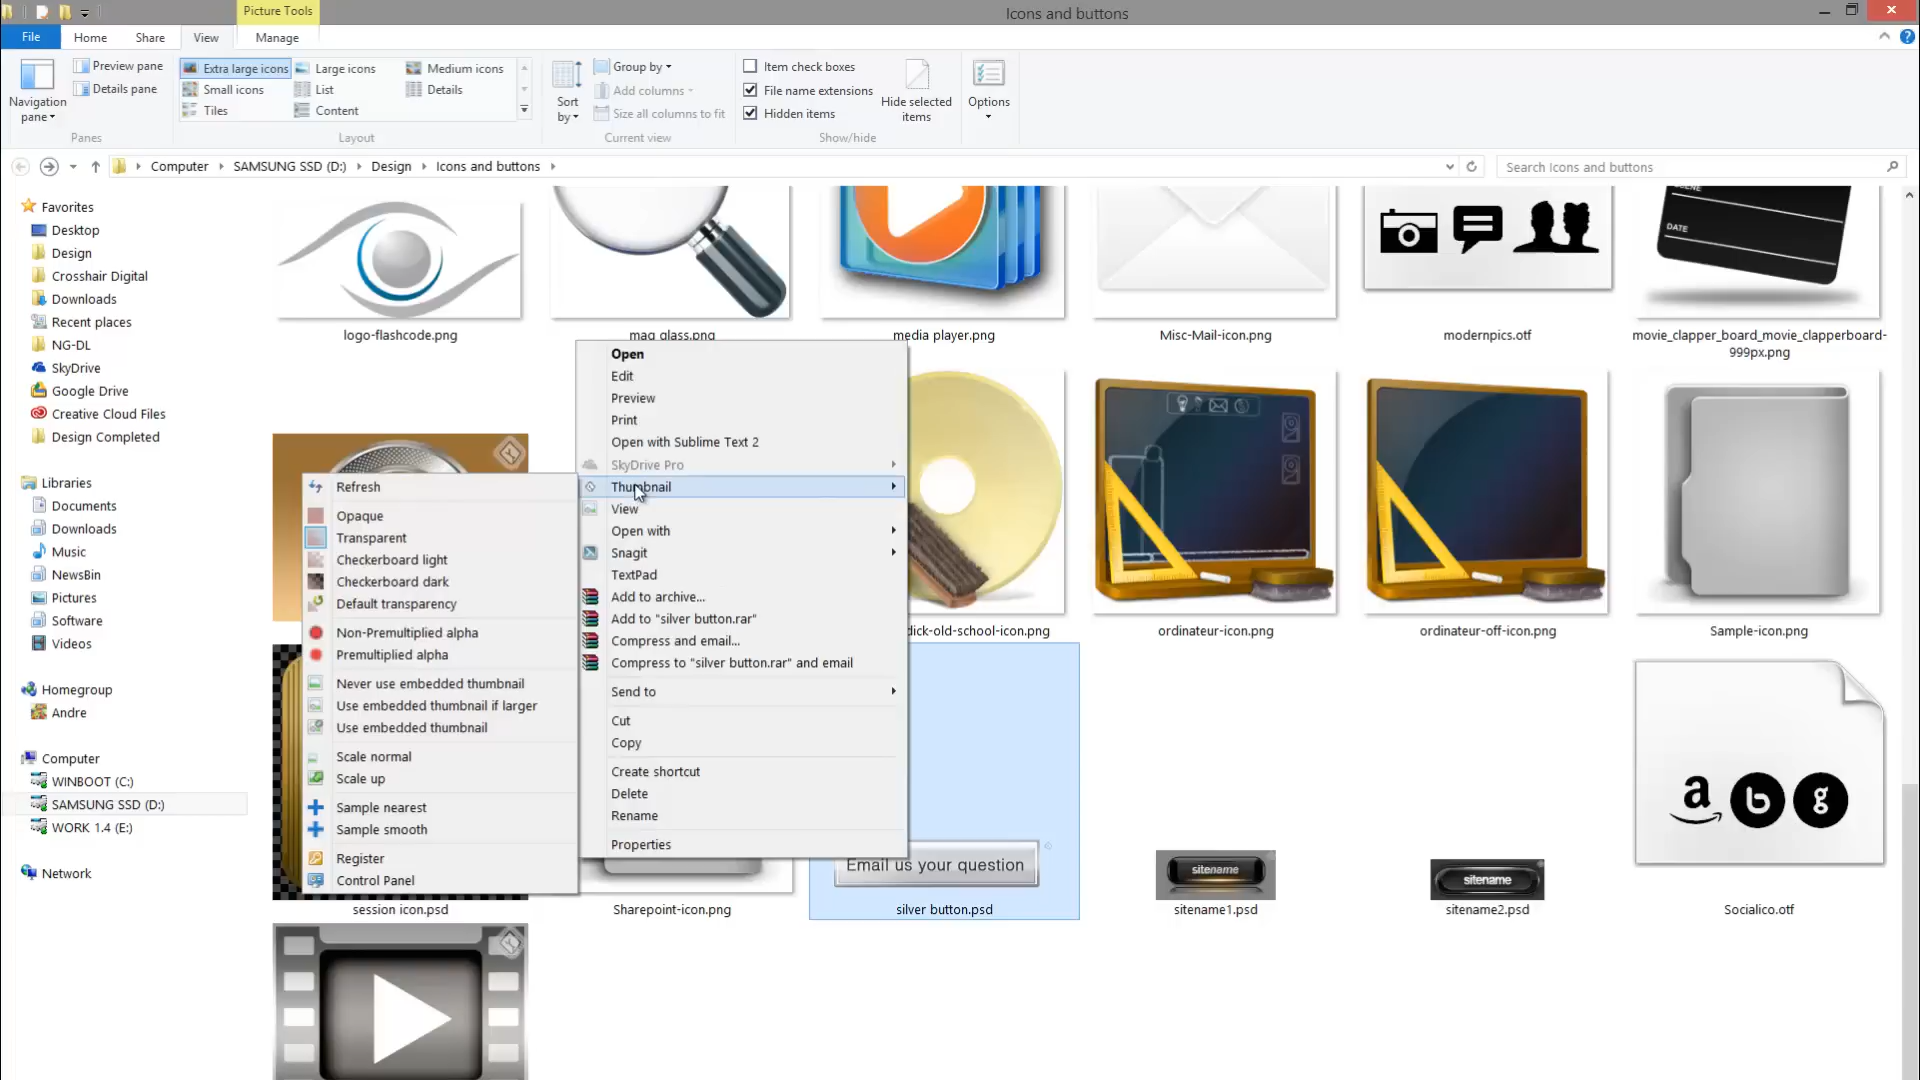 Picture Tools
Icons and buttons
File
Home
Share
View
Manage
Navigation
pane
Preview pane
Details pane
Panes
Extra large icons
Large icons
Medium icons
Small icons
List
Details
Tiles
Content
Layout
Sort
by
Group by
Add columns
Size all columns to fit
Current view
Item check boxes
File name extensions
Hidden items
Hide selected
items
Show/hide
Options
Computer
SAMSUNG SSD (D:)
Design
Icons and buttons
Search Icons and buttons
Favorites
Desktop
Design
Crosshair Digital
Downloads
Recent places
NG-DL
SkyDrive
Google Drive
Creative Cloud Files
Design Completed
Libraries
Documents
Downloads
Music
NewsBin
Pictures
Software
Videos
Homegroup
Andre
Computer
WINBOOT (C:)
SAMSUNG SSD (D:)
WORK 1.4 (E:)
Network
SCENE
DATE
logo-flashcode.png
mag glass.png
media player.png
Misc-Mail-icon.png
modernpics.otf
movie_clapper_board_movie_clapperboard-
999px.png
Open
Edit
Preview
Print
Open with Sublime Text 2
SkyDrive Pro
Thumbnail
View
Open with
Snagit
TextPad
Add to archive...
Add to "silver button.rar"
Compress and email...
Compress to "silver button.rar" and email
Send to
Cut
Copy
Create shortcut
Delete
Rename
Properties
Refresh
Opaque
Transparent
Checkerboard light
Checkerboard dark
Default transparency
Non-Premultiplied alpha
Premultiplied alpha
Never use embedded thumbnail
Use embedded thumbnail if larger
Use embedded thumbnail
Scale normal
Scale up
Sample nearest
Sample smooth
Register
Control Panel
dick-old-school-icon.png
ordinateur-icon.png
ordinateur-off-icon.png
Sample-icon.png
Email us your question
sitename
sitename
a b g
session icon.psd
Sharepoint-icon.png
silver button.psd
sitename1.psd
sitename2.psd
Socialico.otf